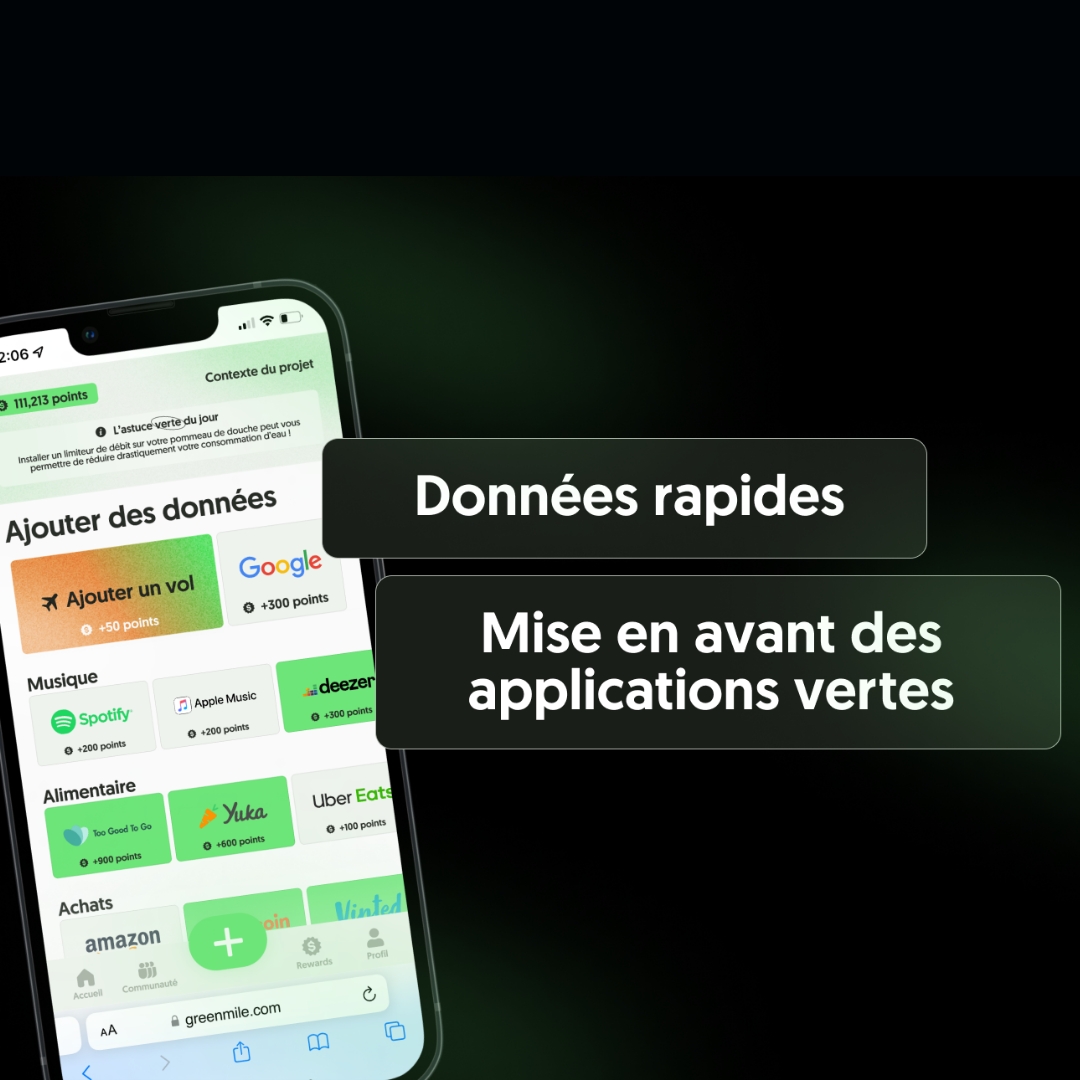 2:06
111,213 points
Contexte du projet
L'astuce verte du jour
Installer un limiteur de débit sur votre pommeau de douche peut vous
permettre de réduire drastiquement votre consommation d'eau !
Ajouter des données
Ajouter un vol
+50 points
Google
+300 points
Musique
Spotify
+200 points
Apple Music
+200 points
deezer
+300 points
Alimentaire
Too Good To Go
+900 points
Yuka
+600 points
Uber Eats
+100 points
Achats
amazon
oin
Vinted
+
Accueil
Communauté
Rewards
Profil
AA
greenmile.com
Données rapides
Mise en avant des
applications vertes